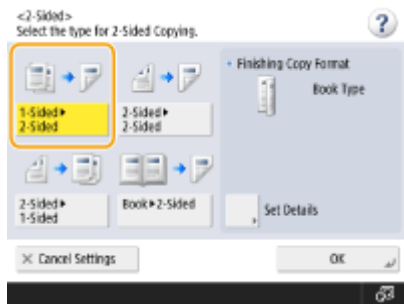 <2-Sided>
Select the type for 2-Sided Copying.
?
• Finishing Copy Format
Book Type
1-Sided▶
2-Sided
2-Sided▶
2-Sided
2-Sided▶
1-Sided
Book▶2-Sided
Set Details
× Cancel Settings
OK